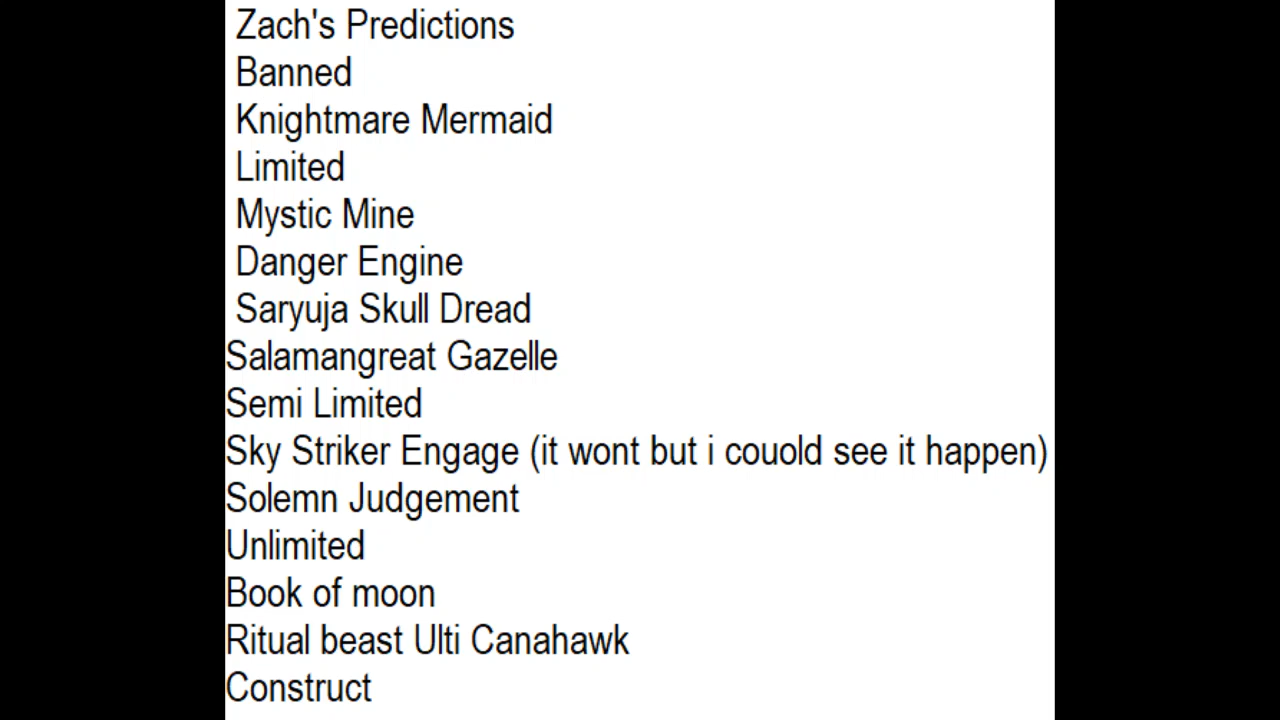 Zach's Predictions
Banned
Knightmare Mermaid
Limited
Mystic Mine
Danger Engine
Saryuja Skull Dread
Salamangreat Gazelle
Semi Limited
Sky Striker Engage (it wont but i couold see it happen)
Solemn Judgement
Unlimited
Book of moon
Ritual beast Ulti Canahawk
Construct